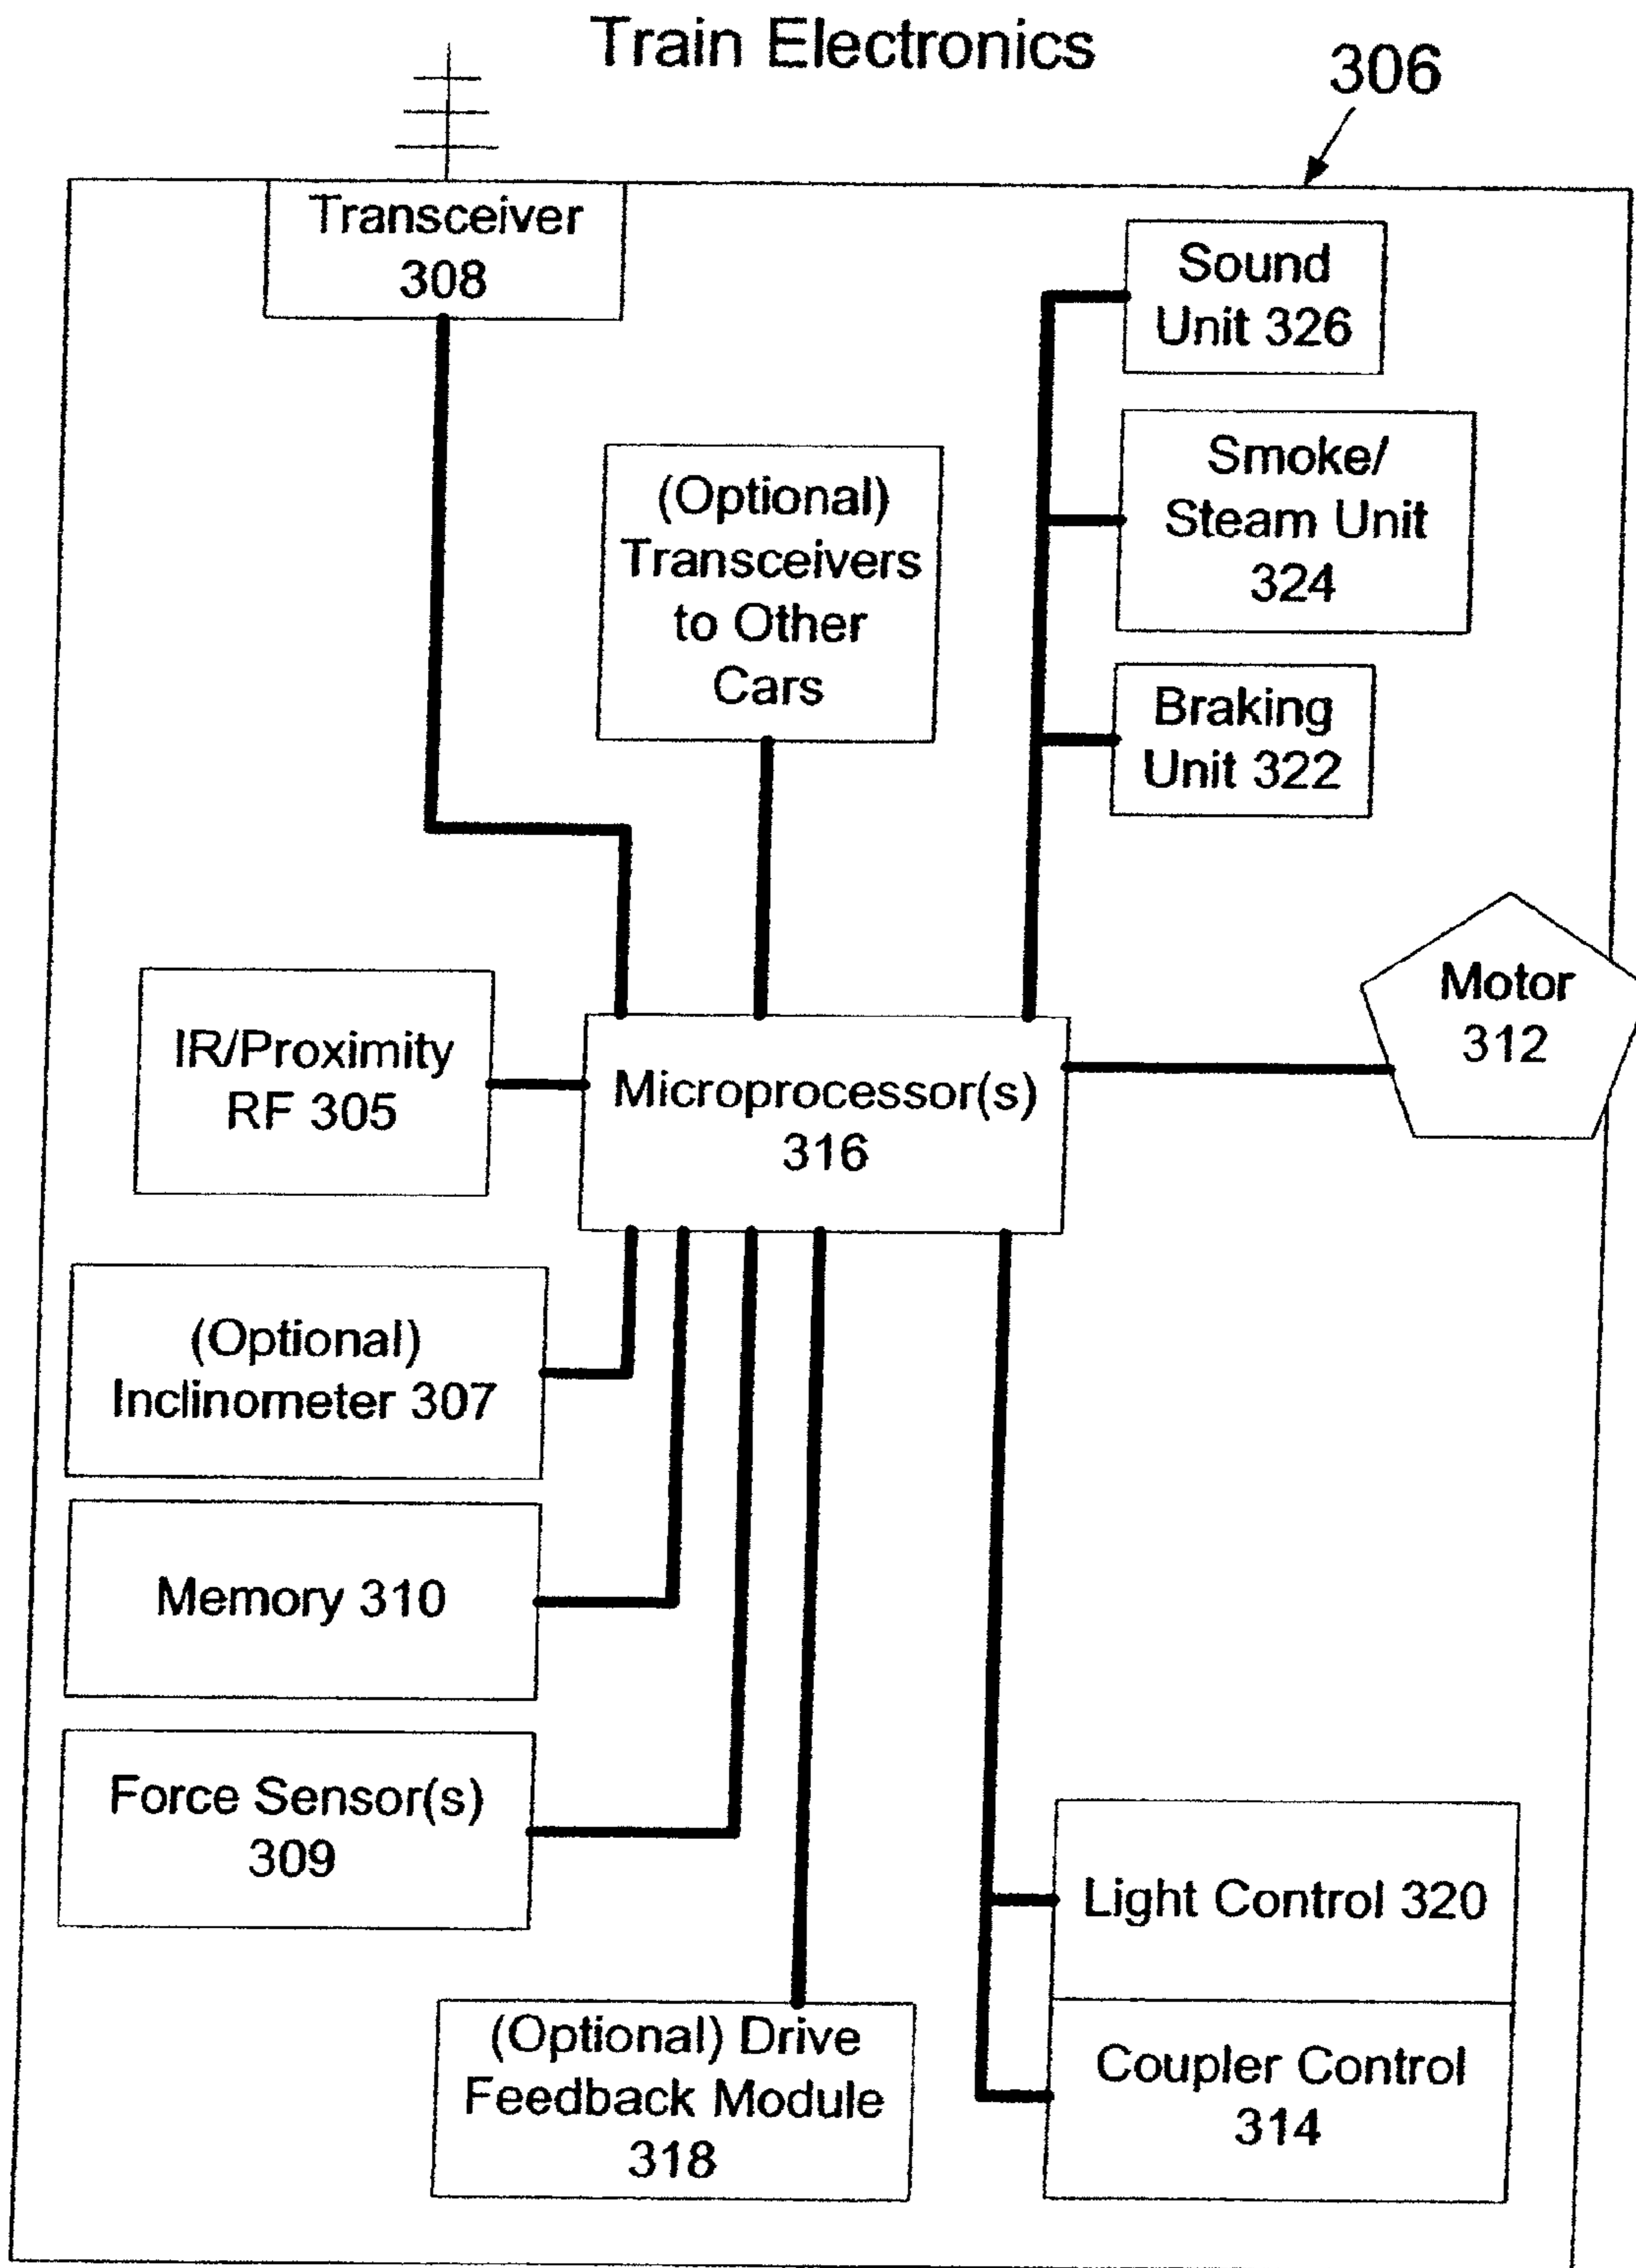 Train Electronics
306
Transceiver
308
Sound
Unit 326
Smoke/
Steam Unit
324
(Optional)
Transceivers
to Other
Cars
Braking
Unit 322
Motor
312
IR/Proximity
RF 305
Microprocessor(s)
316
(Optional)
Inclinometer 307
Memory 310
Force Sensor(s)
309
Light Control 320
(Optional) Drive
Feedback Module
318
Coupler Control
314